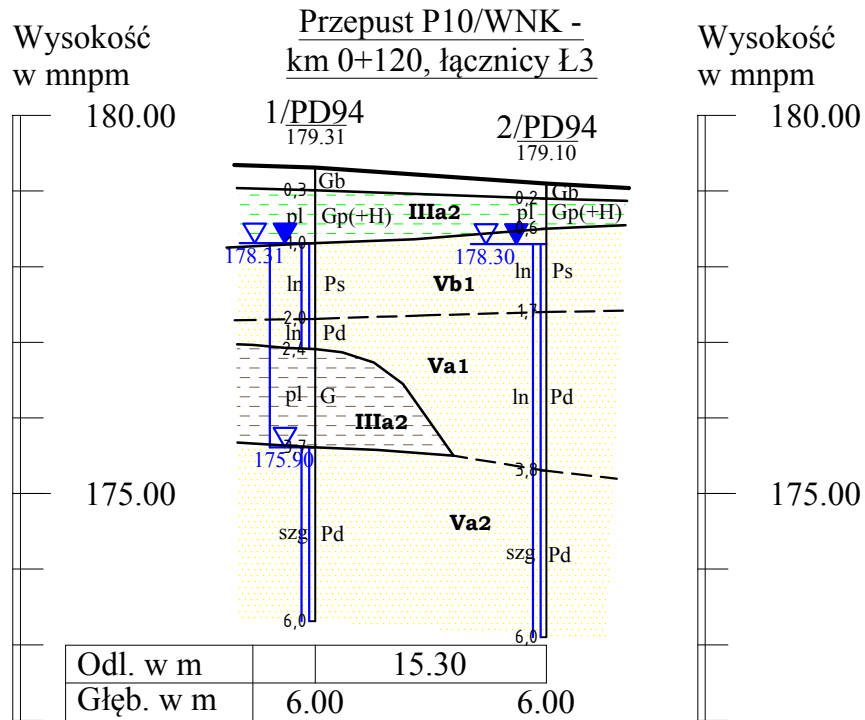 Przepust P10/WNK -
km 0+120, łącznicy Ł3
Wysokość
w mnpm
Wysokość
w mnpm
180.00
180.00
1/PD94
179.31
2/PD94
179.10
Gb
Gb
0,3
0,2
pl
Gp(+H)
IIIa2
pl
Gp(+H)
0,6
1,0
178.31
178.30
ln
Ps
Vb1
ln
Ps
2,0
1,7
ln
Pd
2,4
Va1
pl
G
ln
Pd
IIIa2
3,7
175.90
3,8
175.00
175.00
szg
Pd
Va2
szg
Pd
6,0
6,0
Odl. w m
15.30
Głęb. w m
6.00
6.00